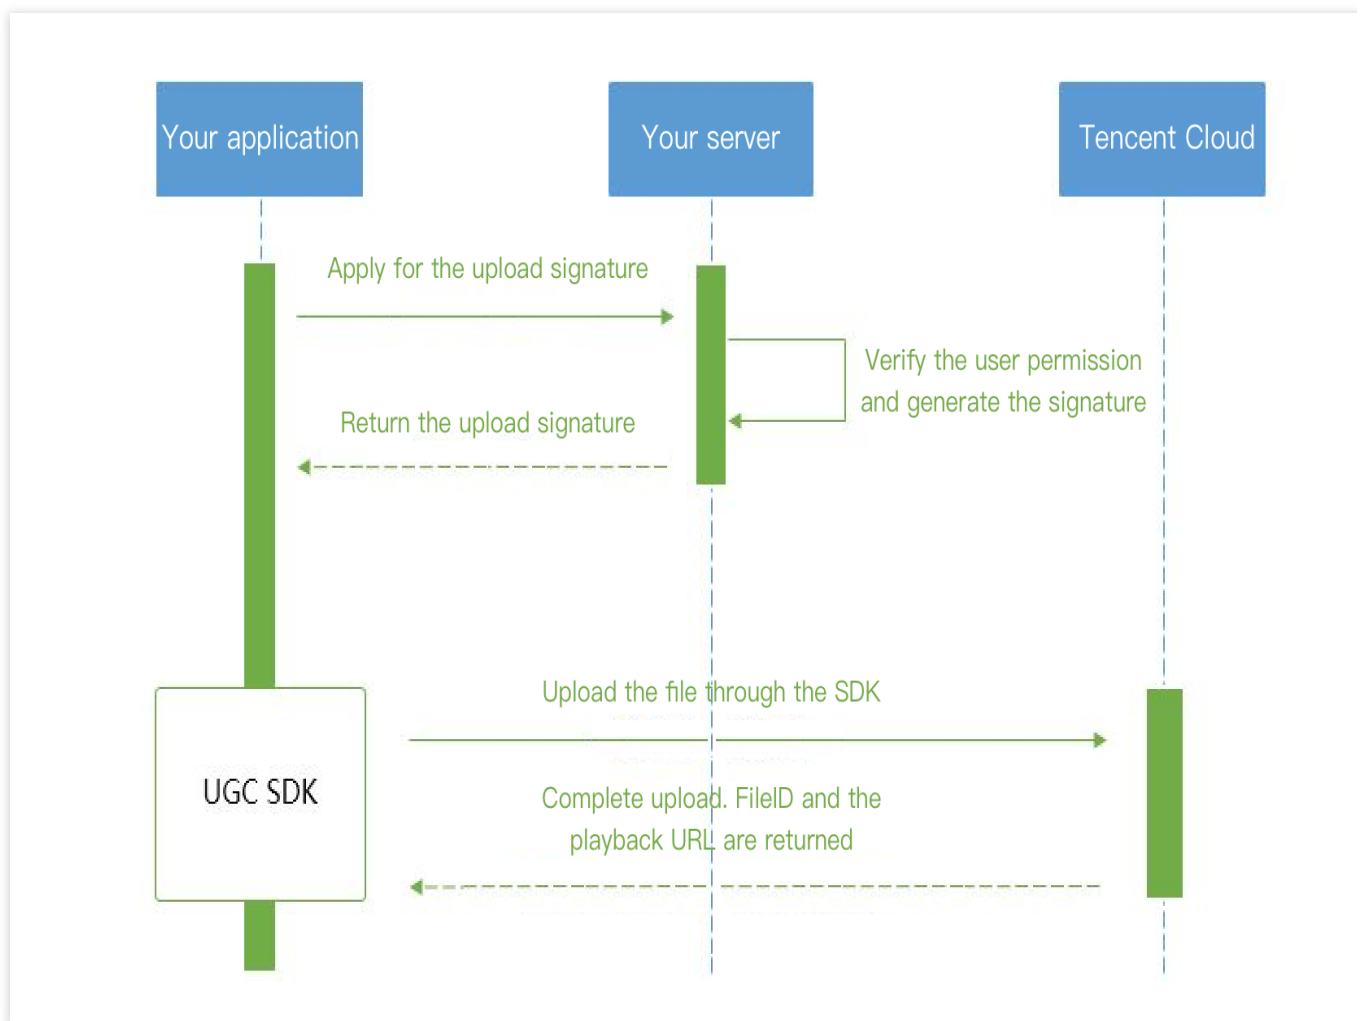 Your application
Your server
Tencent Cloud
Apply for the upload signature
Verify the user permission
and generate the signature
Return the upload signature
Upload the file through the SDK
UGC SDK
Complete upload. FileID and the
playback URL are returned